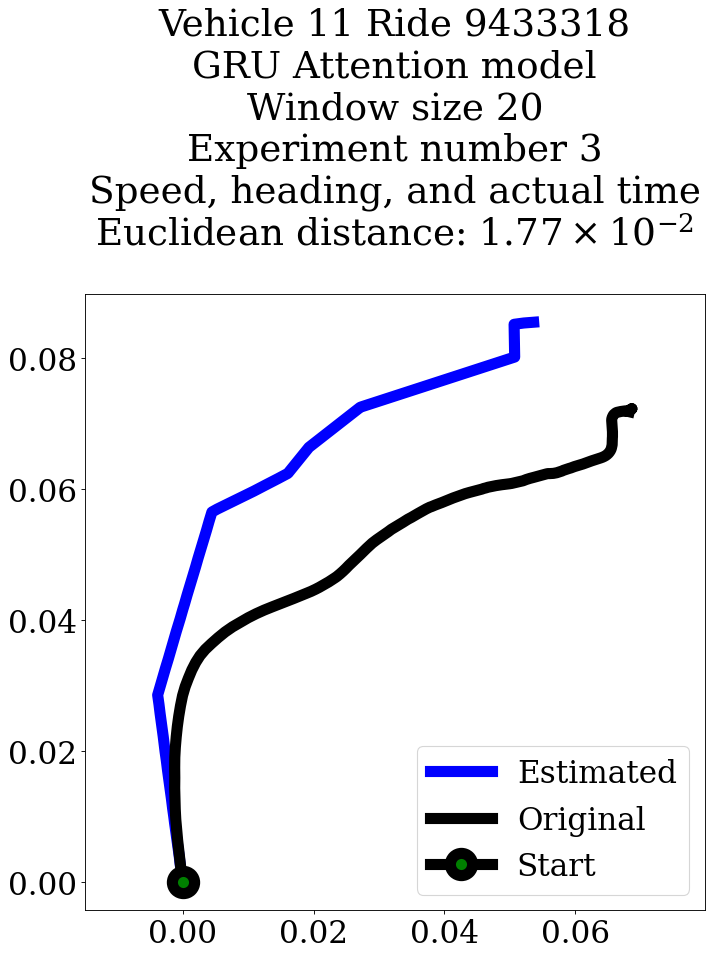 Vehicle 11 Ride 9433318
GRU Attention model
Window size 20
Experiment number 3
Speed, heading, and actual time
Euclidean distance: 1.77 × 10⁻²
0.08
0.06
0.04
0.02
0.00
0.00 0.02 0.04 0.06
Estimated
Original
Start